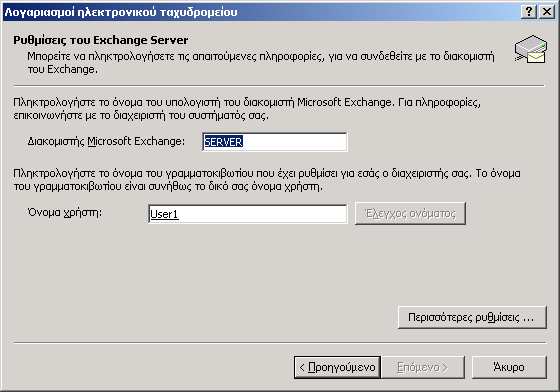 Λογαριασμοί ηλεκτρονικού ταχυδρομείου
Ρυθμίσεις του Exchange Server
Μπορείτε να πληκτρολογήσετε τις απαιτούμενες πληροφορίες, για να συνδεθείτε με το διακομιστή
του Exchange.
Πληκτρολογήστε το όνομα του υπολογιστή του διακομιστή Microsoft Exchange. Για πληροφορίες,
επικοινωνήστε με το διαχειριστή του συστήματός σας.
Διακομιστής Microsoft Exchange: SERVER
Πληκτρολογήστε το όνομα του γραμματοκιβωτίου που έχει ρυθμίσει για εσάς ο διαχειριστής σας. Το όνομα
του γραμματοκιβωτίου είναι συνήθως το δικό σας όνομα χρήστη.
Όνομα χρήστη: User1 Έλεγχος ονόματος
Περισσότερες ρυθμίσεις ...
< Προηγούμενο Επόμενο > Άκυρο